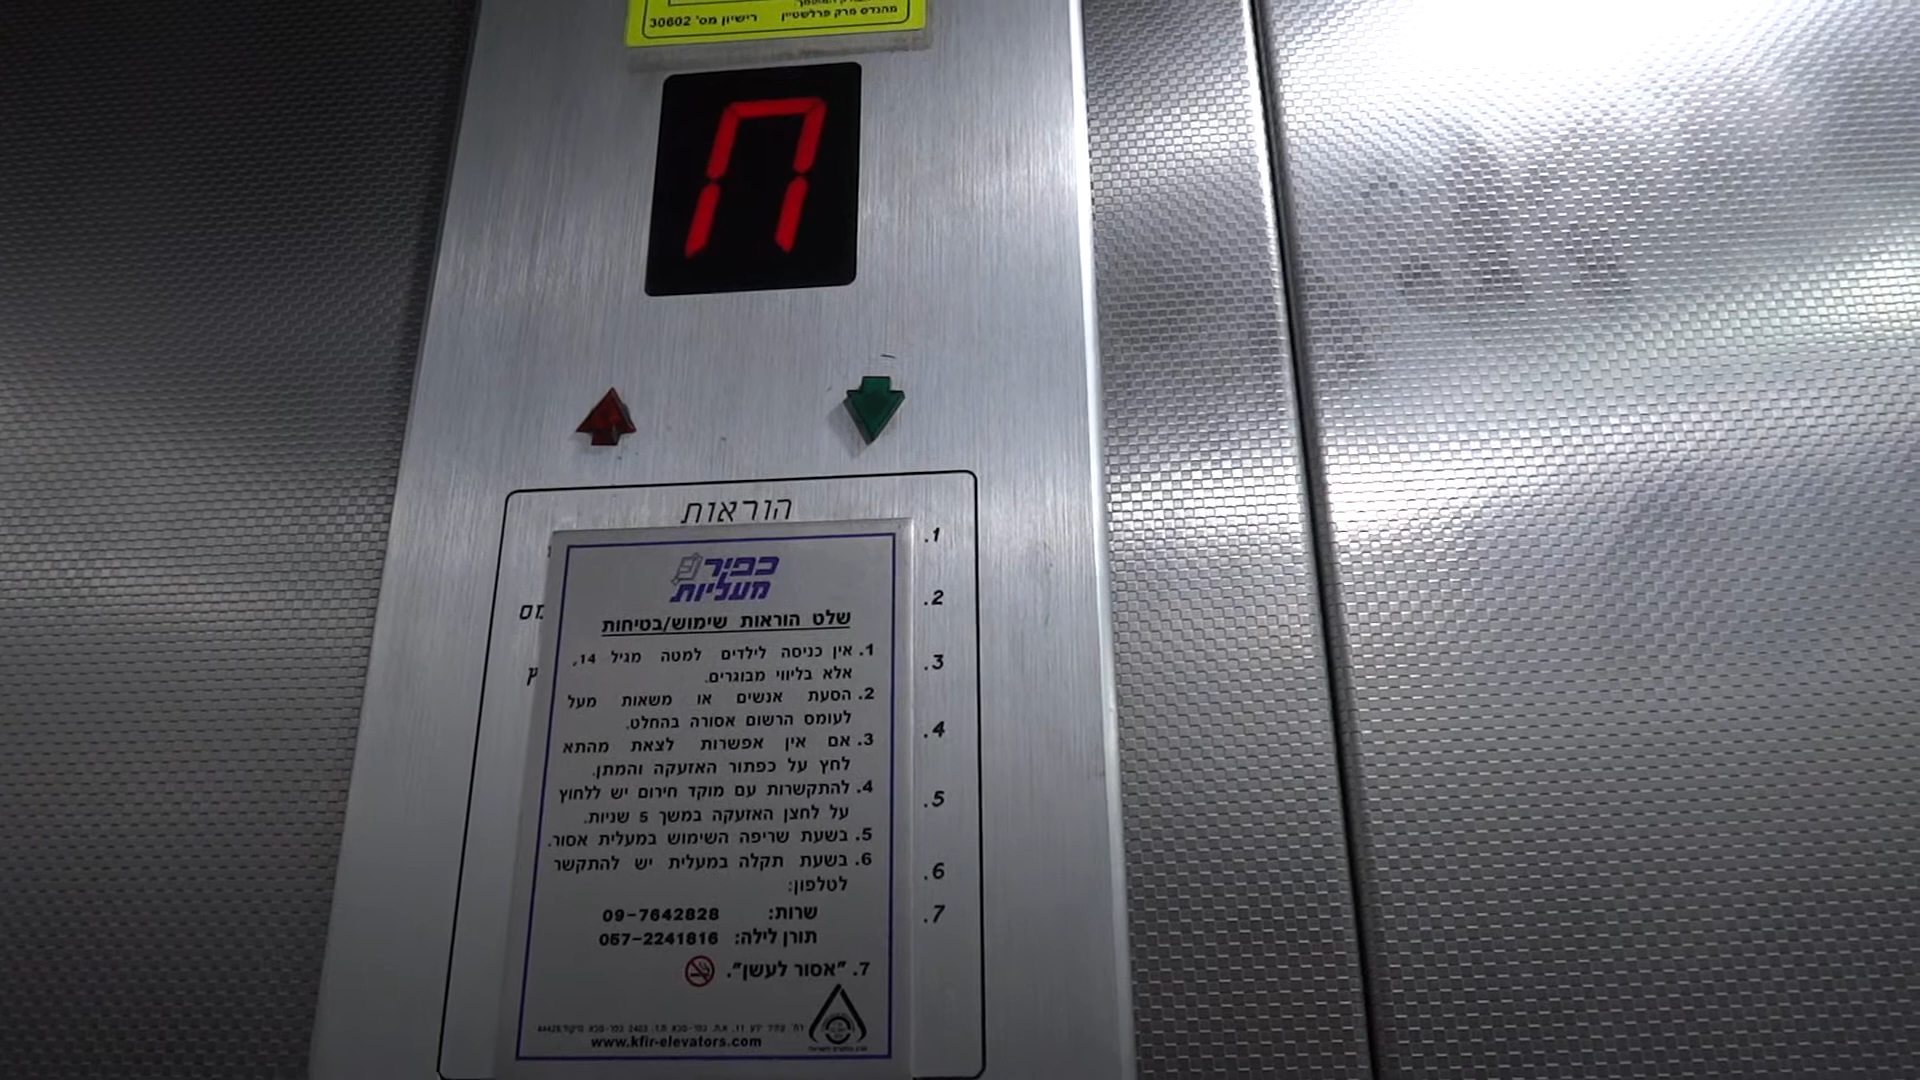 מהנדס מרק פרלשטיין רישיון מס' 30602
ח
הוראות
.1
.2
.3
.4
.5
.6
.7
כפיר
מעליות
שלט הוראות שימוש/בטיחות
1. אין כניסה לילדים למטה מגיל 14,
אלא בליווי מבוגרים.
2. הסעת אנשים או משאות מעל
לעומס הרשום אסורה בהחלט.
3. אם אין אפשרות לצאת מהתא
לחץ על כפתור האזעקה והמתן.
4. להתקשרות עם מוקד חירום יש ללחוץ
על לחצן האזעקה במשך 5 שניות.
5. בשעת שריפה השימוש במעלית אסור.
6. בשעת תקלה במעלית יש להתקשר
לטלפון:
שרות: 09-7642828
תורן לילה: 057-2241816
7. "אסור לעשן".
www.kfir-elevators.com